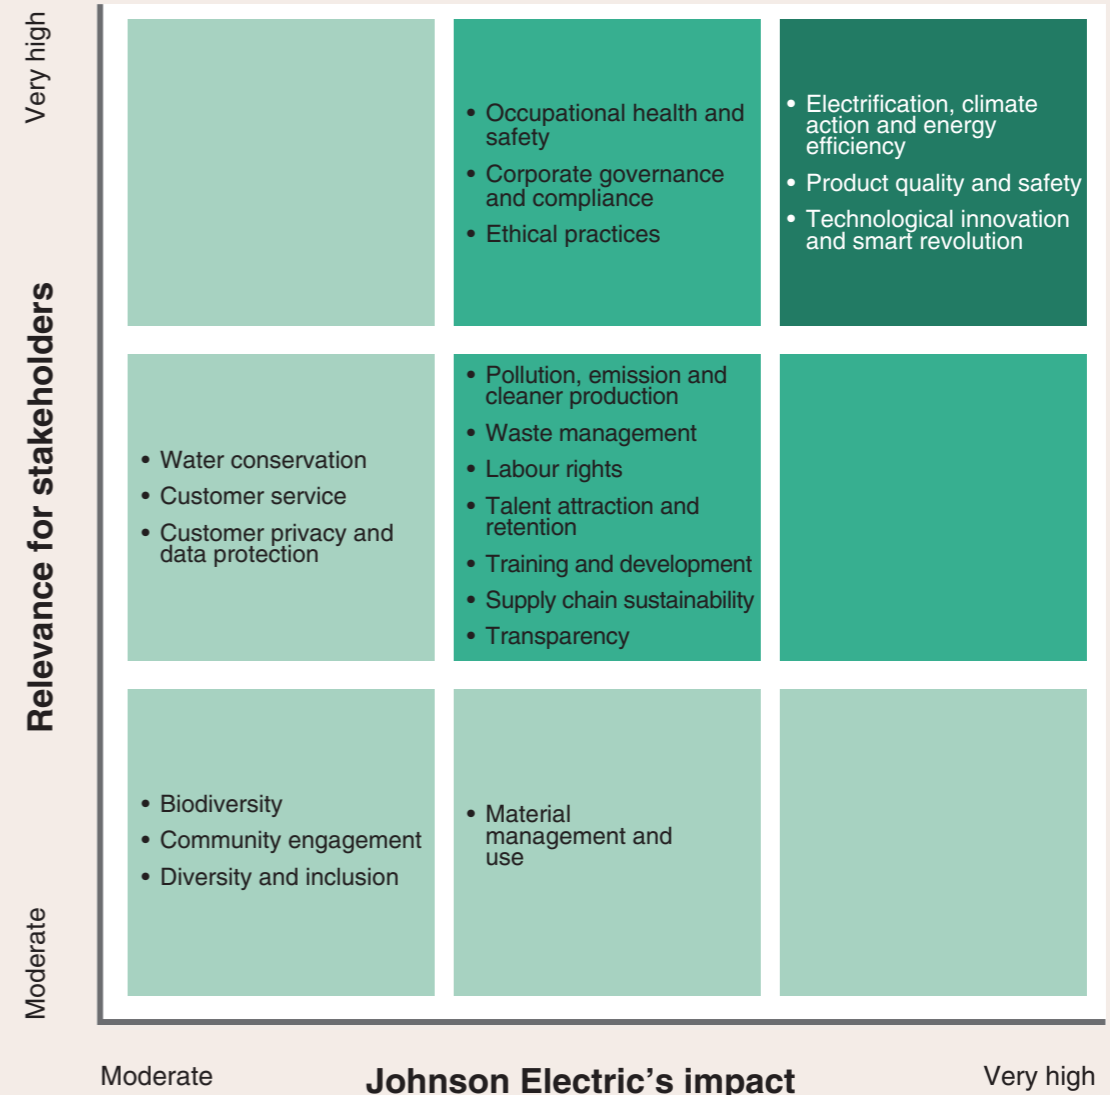 Very high
Relevance for stakeholders
Moderate
• Occupational health and
safety
• Corporate governance
and compliance
• Ethical practices
• Electrification, climate
action and energy
efficiency
• Product quality and safety
• Technological innovation
and smart revolution
• Water conservation
• Customer service
• Customer privacy and
data protection
• Pollution, emission and
cleaner production
• Waste management
• Labour rights
• Talent attraction and
retention
• Training and development
• Supply chain sustainability
• Transparency
• Biodiversity
• Community engagement
• Diversity and inclusion
• Material
management and
use
Moderate
Johnson Electric’s impact
Very high